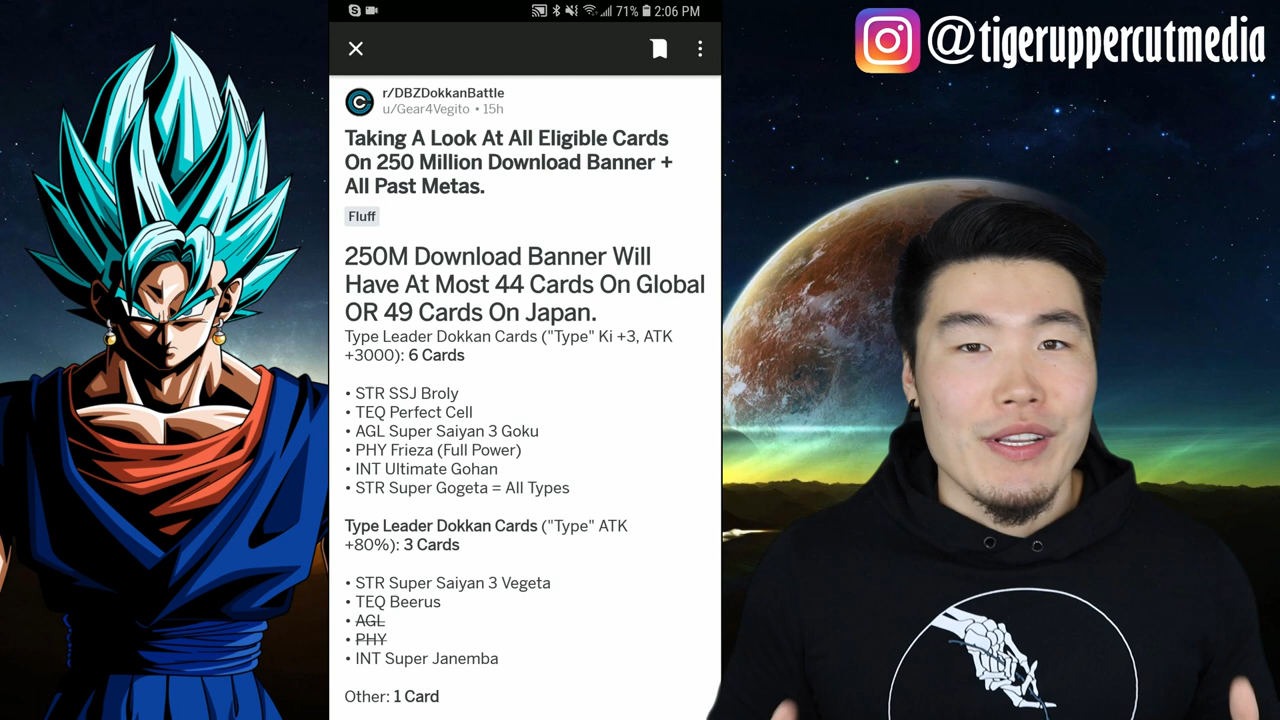 71% 2:06 PM
@tigeruppercutmedia
r/DBZDokkanBattle
u/Gear4Vegito • 15h
Taking A Look At All Eligible Cards
On 250 Million Download Banner +
All Past Metas.
Fluff
250M Download Banner Will
Have At Most 44 Cards On Global
OR 49 Cards On Japan.
Type Leader Dokkan Cards ("Type" Ki +3, ATK
+3000): 6 Cards
• STR SSJ Broly
• TEQ Perfect Cell
• AGL Super Saiyan 3 Goku
• PHY Frieza (Full Power)
• INT Ultimate Gohan
• STR Super Gogeta = All Types
Type Leader Dokkan Cards ("Type" ATK
+80%): 3 Cards
• STR Super Saiyan 3 Vegeta
• TEQ Beerus
• AGL
• PHY
• INT Super Janemba
Other: 1 Card